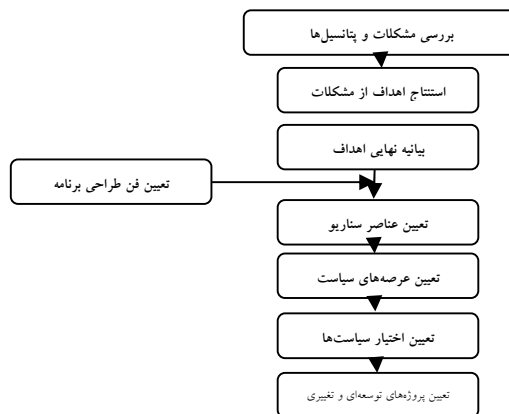 بررسی مشکلات و پتانسیل‌ها
استنتاج اهداف از مشکلات
بیانیه نهایی اهداف
تعیین فن طراحی برنامه
تعیین عناصر سناریو
تعیین عرصه‌های سیاست
تعیین اختیار سیاست‌ها
تعیین پروژه‌های توسعه‌ای و تغییری